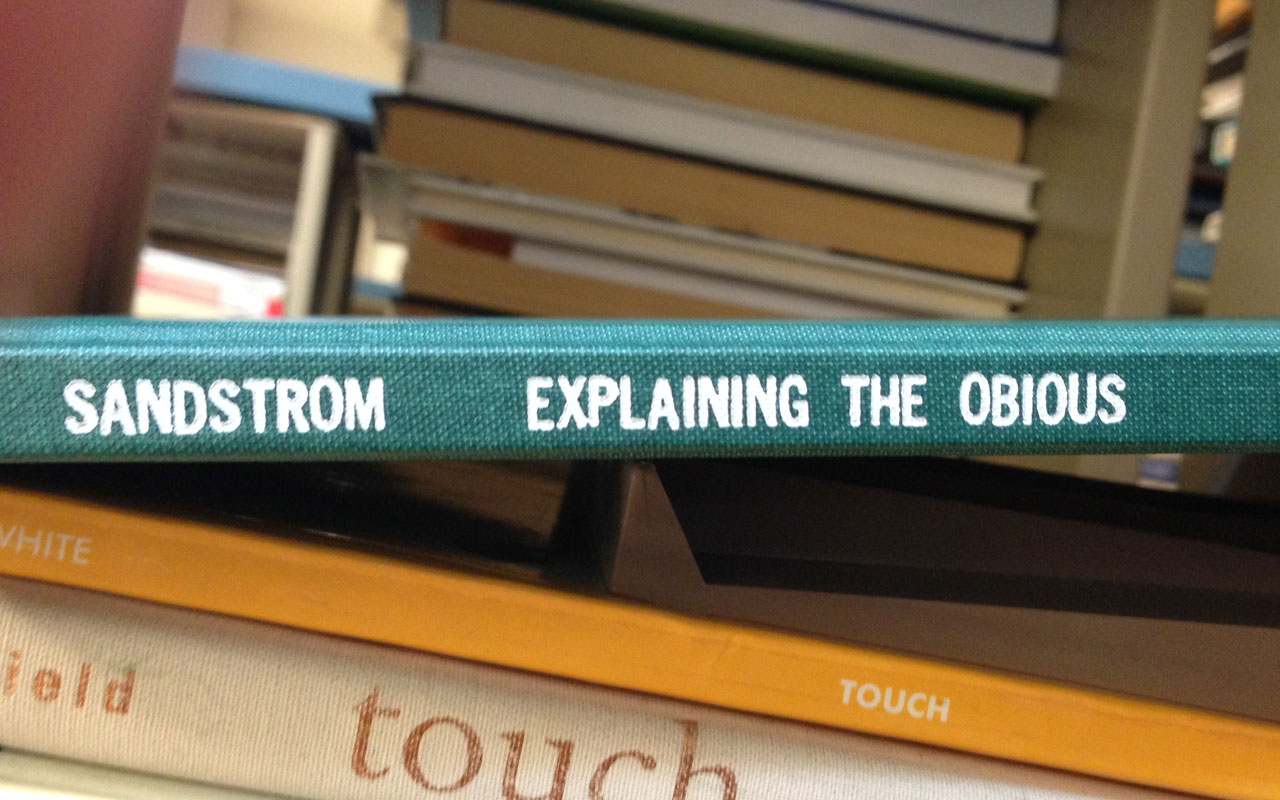 SANDSTROM EXPLAINING THE OBIOUS
WHITE TOUCH
ield touch